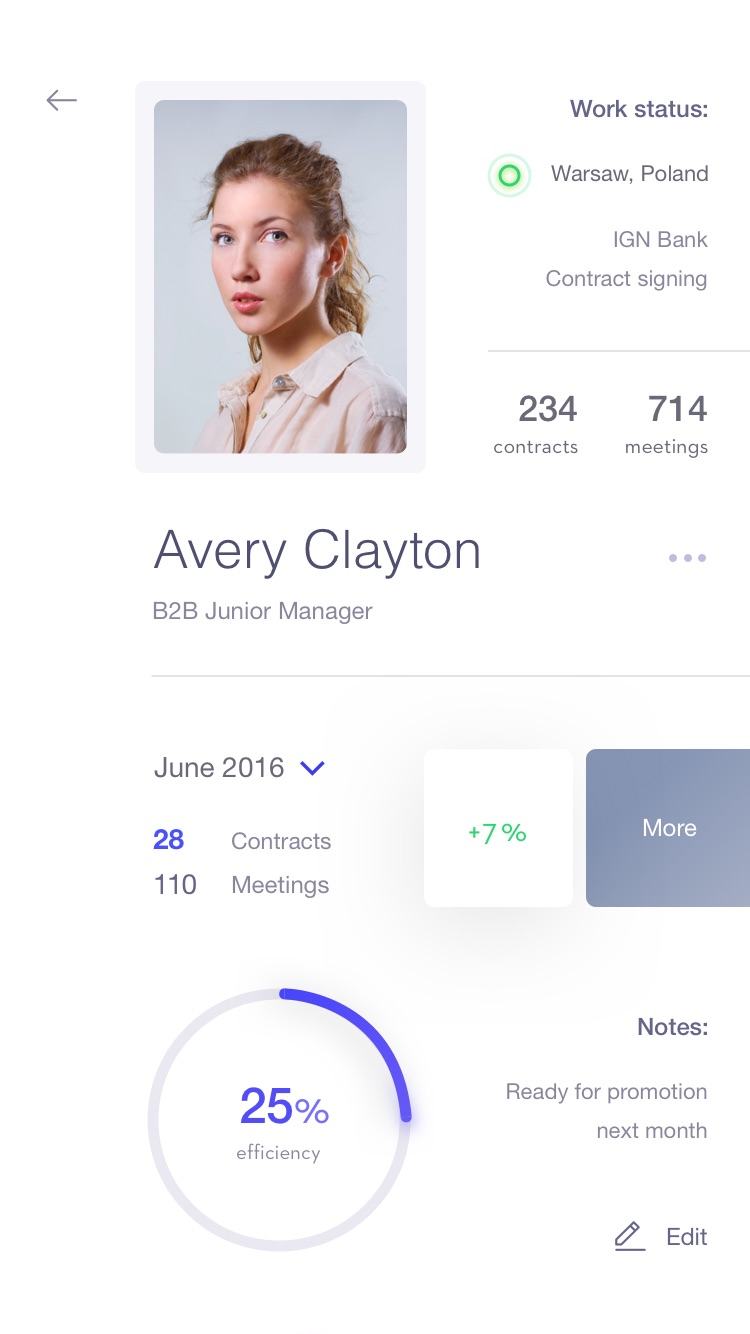 Work status:
Warsaw, Poland
IGN Bank
Contract signing
234 714
contracts meetings
Avery Clayton
B2B Junior Manager
June 2016
28 Contracts
110 Meetings
+7 %
More
25%
efficiency
Notes:
Ready for promotion
next month
Edit